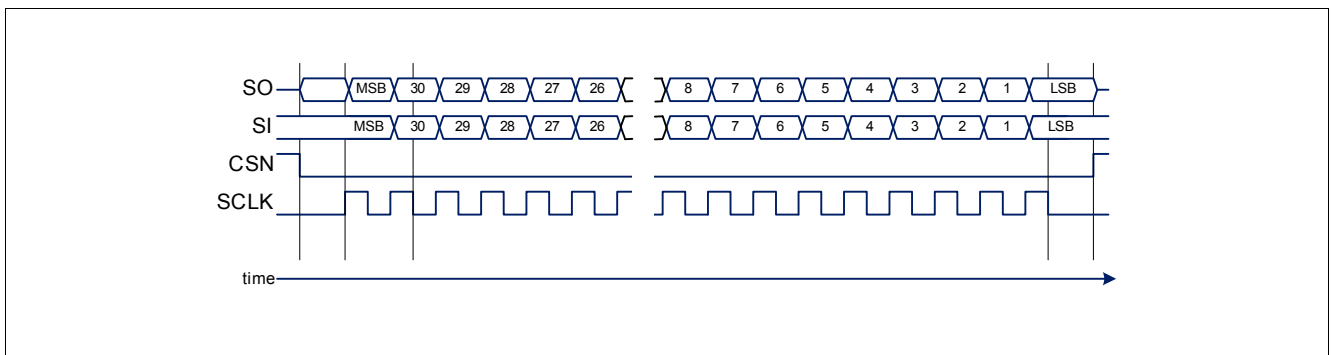 SO MSB 30 29 28 27 26 8 7 6 5 4 3 2 1 LSB
SI MSB 30 29 28 27 26 8 7 6 5 4 3 2 1 LSB
CSN
SCLK
time